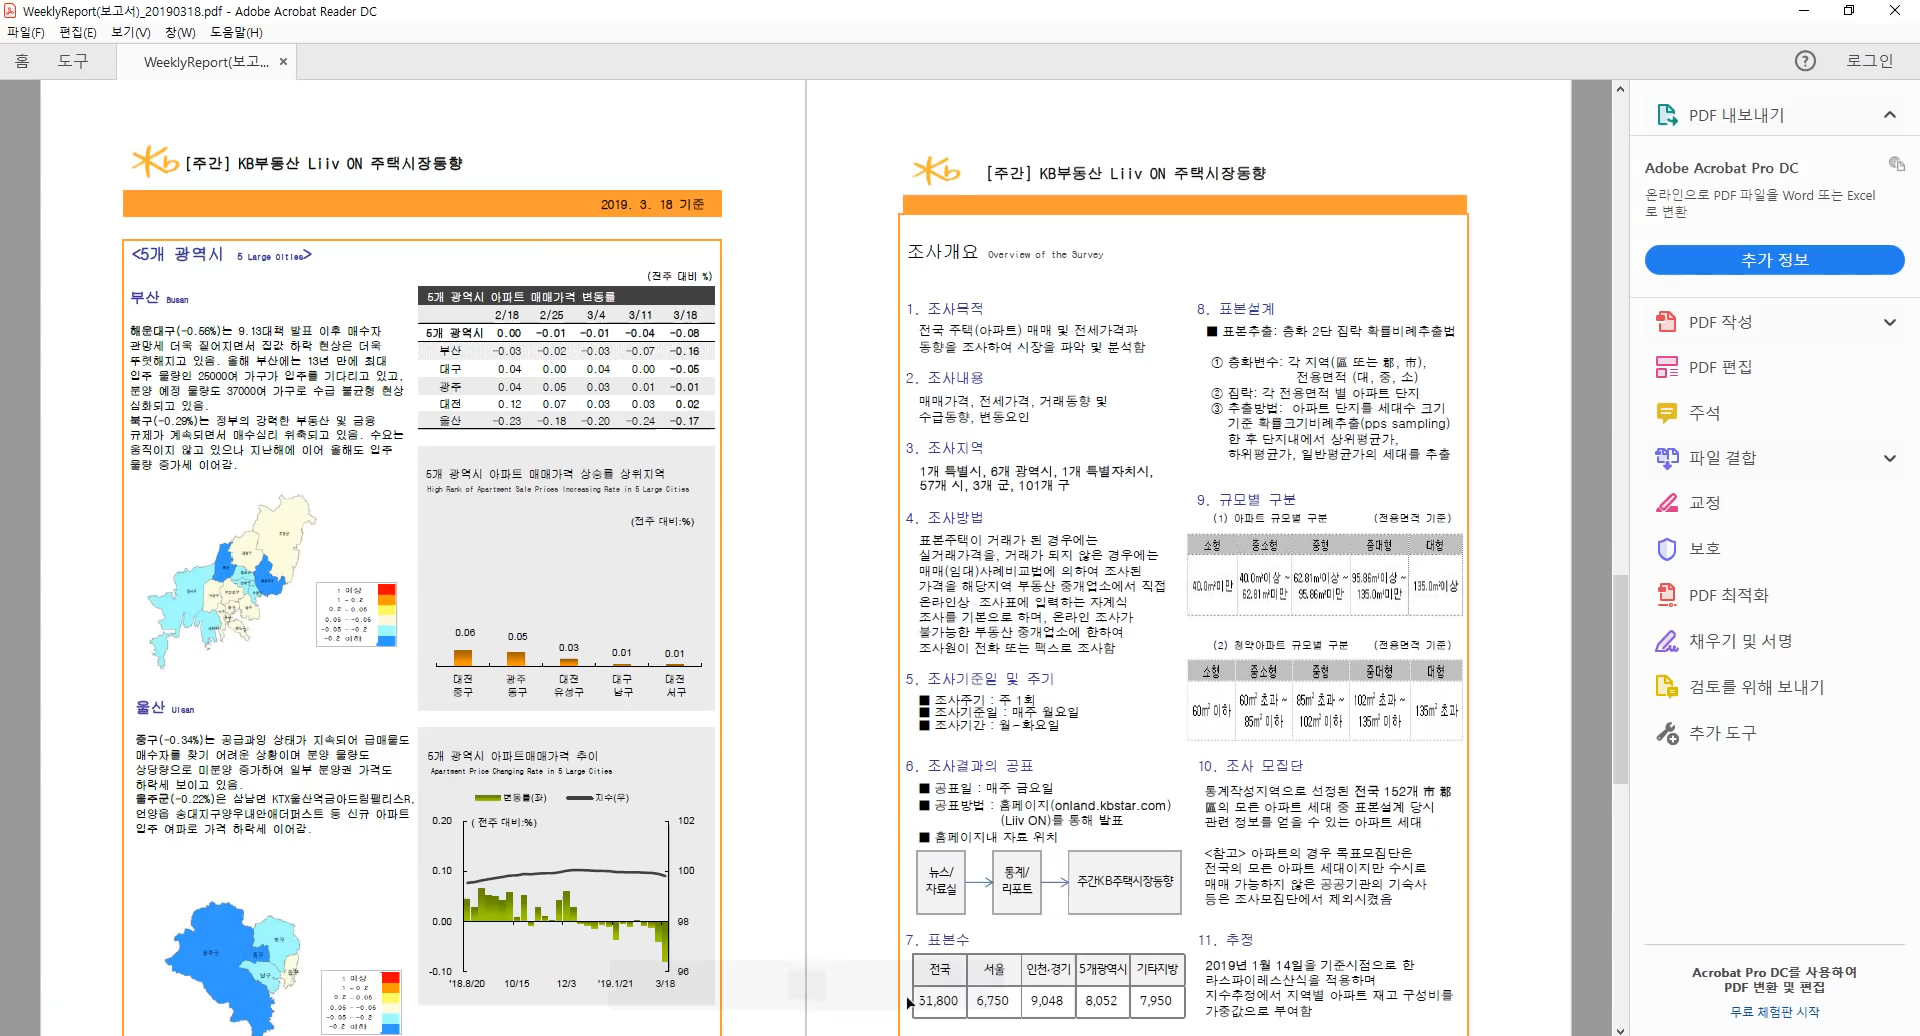 WeeklyReport(보고서)_20190318.pdf - Adobe Acrobat Reader DC
파일(F) 편집(E) 보기(V) 창(W) 도움말(H)
홈 도구 WeeklyReport(보고... ×
로그인
Kb [주간] KB부동산 Liiv ON 주택시장동향
2019. 3. 18 기준
<5개 광역시 5 Large Cities>
(전주 대비 %)
부산 Busan
해운대구(-0.56%)는 9.13대책 발표 이후 매수자
관망세 더욱 짙어지면서 집값 하락 현상은 더욱
뚜렷해지고 있음. 올해 부산에는 13년 만에 최대
입주 물량인 25000여 가구가 입주를 기다리고 있고,
분양 예정 물량도 37000여 가구로 수급 불균형 현상
심화되고 있음.
북구(-0.29%)는 정부의 강력한 부동산 및 금융
규제가 계속되면서 매수심리 위축되고 있음. 수요는
움직이지 않고 있으나 지난해에 이어 올해도 입주
물량 증가세 이어감.
5개 광역시 아파트 매매가격 변동률
2/18 2/25 3/4 3/11 3/18
5개 광역시 0.00 -0.01 -0.01 -0.04 -0.08
부산 -0.03 -0.02 -0.03 -0.07 -0.16
대구 0.04 0.00 0.04 0.00 -0.05
광주 0.04 0.05 0.03 0.01 -0.01
대전 0.12 0.07 0.03 0.03 0.02
울산 -0.23 -0.18 -0.20 -0.24 -0.17
5개 광역시 아파트 매매가격 상승률 상위지역
High Rank of Apartment Sale Prices Increasing Rate in 5 Large Cities
(전주 대비:%)
0.06 0.05 0.03 0.01 0.01
대전 광주 대전 대구 대전
중구 동구 유성구 남구 서구
1 이상
1 - 0.2
0.2 - 0.05
0.05 - -0.05
-0.05 - -0.2
-0.2 이하
울산 Ulsan
중구(-0.34%)는 공급과잉 상태가 지속되어 급매물도
매수자를 찾기 어려운 상황이며 분양 물량도
상당량으로 미분양 증가하여 일부 분양권 가격도
하락세 보이고 있음.
울주군(-0.22%)은 삼남면 KTX울산역금아드림팰리스R,
언양읍 송대지구양우내안애더퍼스트 등 신규 아파트
입주 여파로 가격 하락세 이어감.
5개 광역시 아파트매매가격 추이
Apartment Price Changing Rate in 5 Large Cities
변동률(좌) 지수(우)
0.20 (전주 대비:%) 102
0.10 100
0.00 98
-0.10 96
'18.8/20 10/15 12/3 '19.1/21 3/18
1 이상
1 - 0.2
0.2 - 0.05
0.05 - -0.05
-0.05 - -0.2
-0.2 이하
Kb [주간] KB부동산 Liiv ON 주택시장동향
조사개요 Overview of the Survey
1. 조사목적
전국 주택(아파트) 매매 및 전세가격과
동향을 조사하여 시장을 파악 및 분석함
2. 조사내용
매매가격, 전세가격, 거래동향 및
수급동향, 변동요인
3. 조사지역
1개 특별시, 6개 광역시, 1개 특별자치시,
57개 시, 3개 군, 101개 구
4. 조사방법
표본주택이 거래가 된 경우에는
실거래가격을, 거래가 되지 않은 경우에는
매매(임대)사례비교법에 의하여 조사된
가격을 해당지역 부동산 중개업소에서 직접
온라인상 조사표에 입력하는 자계식
조사를 기본으로 하며, 온라인 조사가
불가능한 부동산 중개업소에 한하여
조사원이 전화 또는 팩스로 조사함
5. 조사기준일 및 주기
■ 조사주기 : 주 1회
■ 조사기준일 : 매주 월요일
■ 조사기간 : 월-화요일
6. 조사결과의 공표
■ 공표일 : 매주 금요일
■ 공표방법 : 홈페이지(onland.kbstar.com)
(Liiv ON)를 통해 발표
■ 홈페이지내 자료 위치
뉴스/ 통계/ 주간KB주택시장동향
자료실 리포트
7. 표본수
전국 서울 인천·경기 5개광역시 기타지방
31,800 6,750 9,048 8,052 7,950
8. 표본설계
■ 표본추출: 층화 2단 집락 확률비례추출법
① 층화변수: 각 지역(區 또는 郡, 市),
전용면적 (대, 중, 소)
② 집락: 각 전용면적 별 아파트 단지
③ 추출방법: 아파트 단지를 세대수 크기
기준 확률크기비례추출(pps sampling)
한 후 단지내에서 상위평균가,
하위평균가, 일반평균가의 세대를 추출
9. 규모별 구분
(1) 아파트 규모별 구분 (전용면적 기준)
소형 중소형 중형 중대형 대형
40.0㎡미만 40.0㎡이상 ~ 62.81㎡이상 ~ 95.86㎡이상 ~ 135.0㎡이상
62.81㎡미만 95.86㎡미만 135.0㎡미만
(2) 청약아파트 규모별 구분 (전용면적 기준)
소형 중소형 중형 중대형 대형
60㎡ 이하 60㎡ 초과 ~ 85㎡ 초과 ~ 102㎡ 초과 ~ 135㎡ 초과
85㎡ 이하 102㎡ 이하 135㎡ 이하
10. 조사 모집단
통계작성지역으로 선정된 전국 152개 市 郡
區의 모든 아파트 세대 중 표본설계 당시
관련 정보를 얻을 수 있는 아파트 세대
<참고> 아파트의 경우 목표모집단은
전국의 모든 아파트 세대이지만 수시로
매매 가능하지 않은 공공기관의 기숙사
등은 조사모집단에서 제외시켰음
11. 추정
2019년 1월 14일을 기준시점으로 한
라스파이레스산식을 적용하며
지수추정에서 지역별 아파트 재고 구성비를
가중값으로 부여함
PDF 내보내기
Adobe Acrobat Pro DC
온라인으로 PDF 파일을 Word 또는 Excel
로 변환
추가 정보
PDF 작성
PDF 편집
주석
파일 결합
교정
보호
PDF 최적화
채우기 및 서명
검토를 위해 보내기
추가 도구
Acrobat Pro DC를 사용하여
PDF 변환 및 편집
무료 체험판 시작